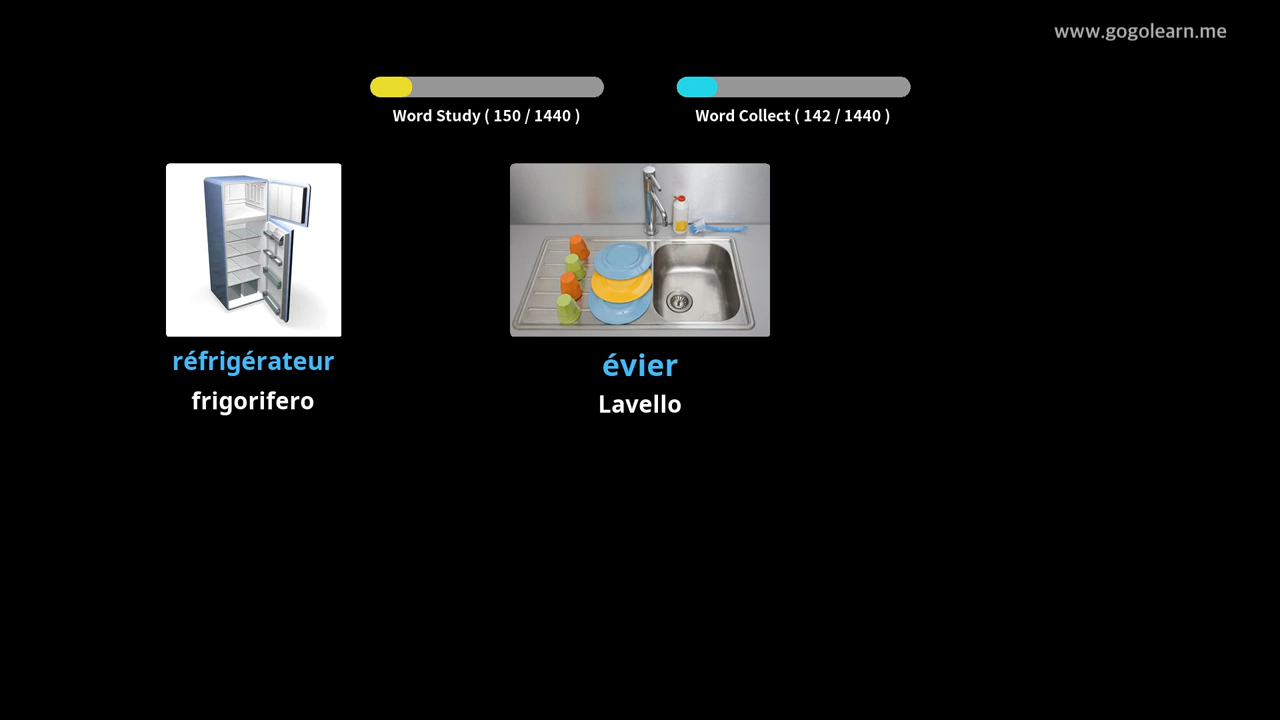 www.gogolearn.me
Word Study ( 150 / 1440 )
Word Collect ( 142 / 1440 )
réfrigérateur
frigorifero
évier
Lavello